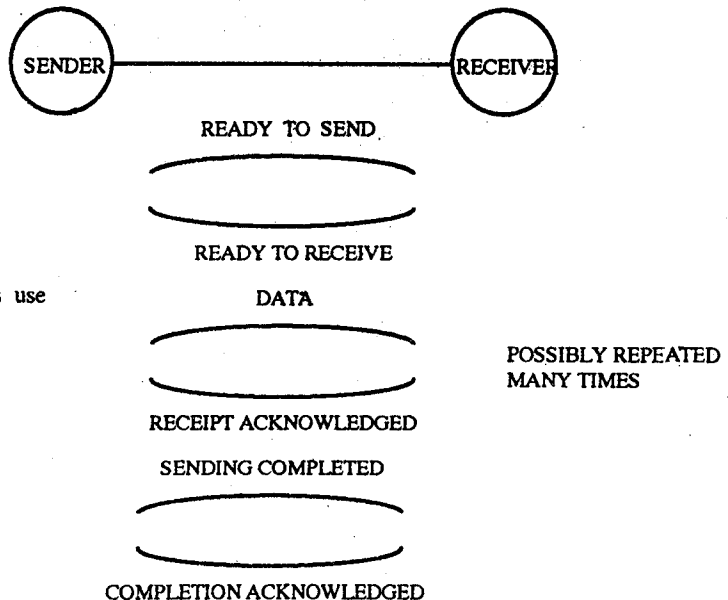 SENDER
RECEIVER
READY TO SEND
READY TO RECEIVE
use
DATA
POSSIBLY REPEATED
MANY TIMES
RECEIPT ACKNOWLEDGED
SENDING COMPLETED
COMPLETION ACKNOWLEDGED